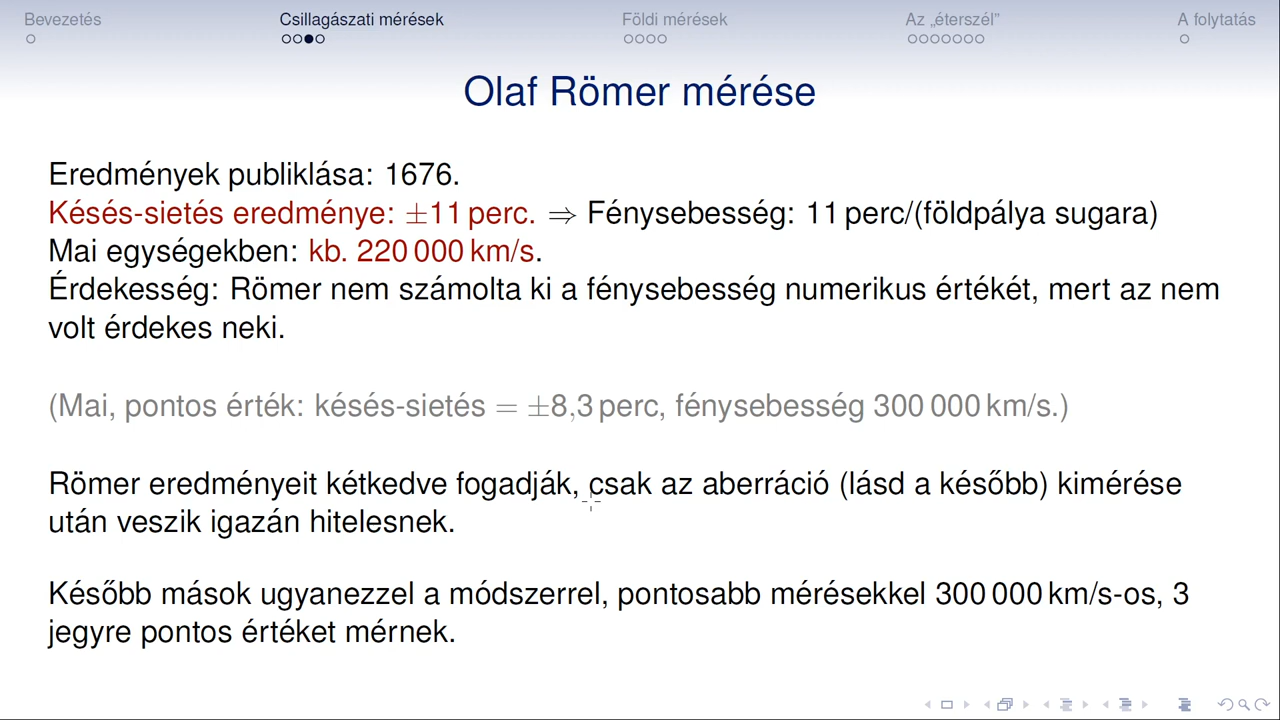 Bevezetés
Csillagászati mérések
Földi mérések
Az „éterszél”
A folytatás
Olaf Römer mérése
Eredmények publiklása: 1676.
Késés-sietés eredménye: ±11 perc. ⇒ Fénysebesség: 11 perc/(földpálya sugara)
Mai egységekben: kb. 220 000 km/s.
Érdekesség: Römer nem számolta ki a fénysebesség numerikus értékét, mert az nem
volt érdekes neki.
(Mai, pontos érték: késés-sietés = ±8,3 perc, fénysebesség 300 000 km/s.)
Römer eredményeit kétkedve fogadják, csak az aberráció (lásd a később) kimérése
után veszik igazán hitelesnek.
Később mások ugyanezzel a módszerrel, pontosabb mérésekkel 300 000 km/s-os, 3
jegyre pontos értéket mérnek.